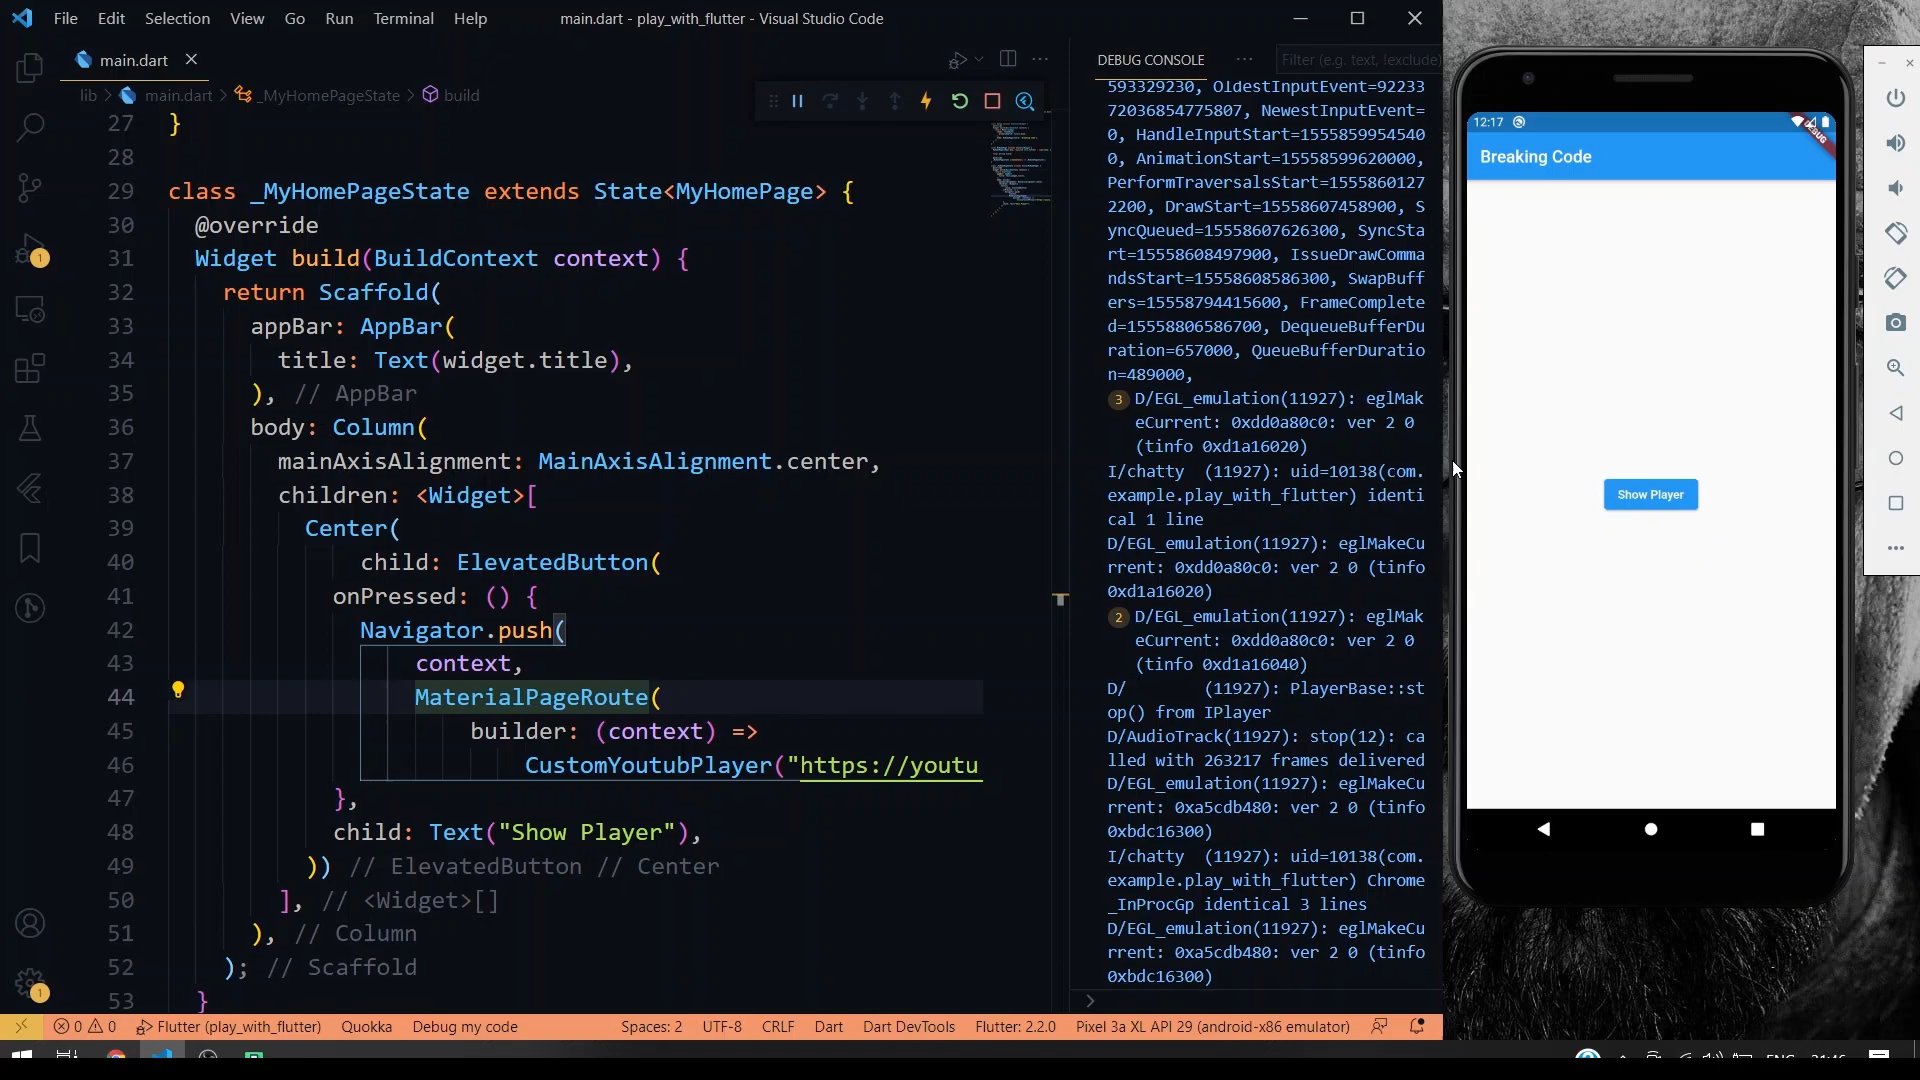 File Edit Selection View Go Run Terminal Help
main.dart - play_with_flutter - Visual Studio Code
main.dart
lib > main.dart > _MyHomePageState > build
27 }
28
29 class _MyHomePageState extends State<MyHomePage> {
30 @override
31 Widget build(BuildContext context) {
32 return Scaffold(
33 appBar: AppBar(
34 title: Text(widget.title),
35 ), // AppBar
36 body: Column(
37 mainAxisAlignment: MainAxisAlignment.center,
38 children: <Widget>[
39 Center(
40 child: ElevatedButton(
41 onPressed: () {
42 Navigator.push(
43 context,
44 MaterialPageRoute(
45 builder: (context) =>
46 CustomYoutubPlayer("https://youtu
47 },
48 child: Text("Show Player"),
49 )) // ElevatedButton // Center
50 ], // <Widget>[]
51 ), // Column
52 ); // Scaffold
53 }
DEBUG CONSOLE
Filter (e.g. text, !exclude)
593329230, OldestInputEvent=92233
72036854775807, NewestInputEvent=
0, HandleInputStart=1555859954540
0, AnimationStart=15558599620000,
PerformTraversalsStart=1555860127
2200, DrawStart=15558607458900, S
yncQueued=15558607626300, SyncSta
rt=15558608497900, IssueDrawComma
ndsStart=15558608586300, SwapBuff
ers=15558794415600, FrameComplete
d=15558806586700, DequeueBufferDu
ration=657000, QueueBufferDuratio
n=489000,
3 D/EGL_emulation(11927): eglMak
eCurrent: 0xdd0a80c0: ver 2 0
(tinfo 0xd1a16020)
I/chatty (11927): uid=10138(com.
example.play_with_flutter) identi
cal 1 line
D/EGL_emulation(11927): eglMakeCu
rrent: 0xdd0a80c0: ver 2 0 (tinfo
0xd1a16020)
2 D/EGL_emulation(11927): eglMak
eCurrent: 0xdd0a80c0: ver 2 0
(tinfo 0xd1a16040)
D/ (11927): PlayerBase::st
op() from IPlayer
D/AudioTrack(11927): stop(12): ca
lled with 263217 frames delivered
D/EGL_emulation(11927): eglMakeCu
rrent: 0xa5cdb480: ver 2 0 (tinfo
0xbdc16300)
I/chatty (11927): uid=10138(com.
example.play_with_flutter) Chrome
_InProcGp identical 3 lines
D/EGL_emulation(11927): eglMakeCu
rrent: 0xa5cdb480: ver 2 0 (tinfo
0xbdc16300)
12:17
DEBUG
Breaking Code
Show Player
1
1
0 0 Flutter (play_with_flutter) Quokka Debug my code Spaces: 2 UTF-8 CRLF Dart Dart DevTools Flutter: 2.2.0 Pixel 3a XL API 29 (android-x86 emulator)